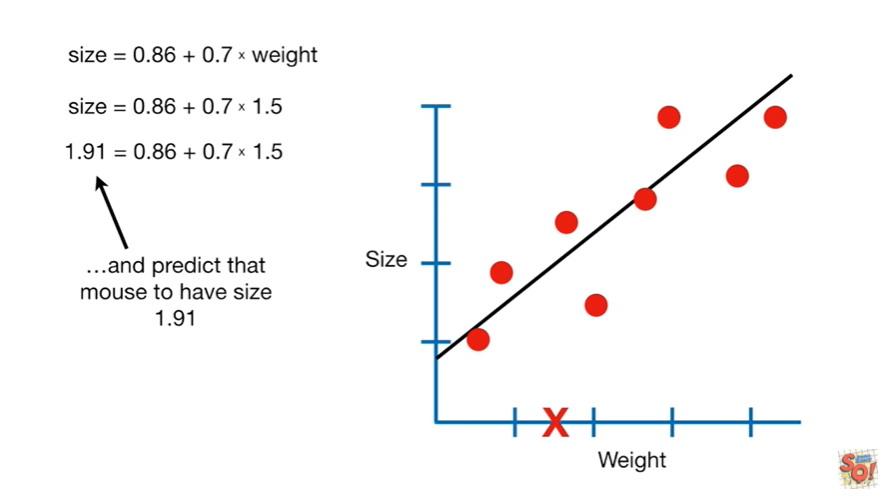 size = 0.86 + 0.7 × weight
size = 0.86 + 0.7 × 1.5
1.91 = 0.86 + 0.7 × 1.5
…and predict that
mouse to have size
1.91
Size
X
Weight
SQ!